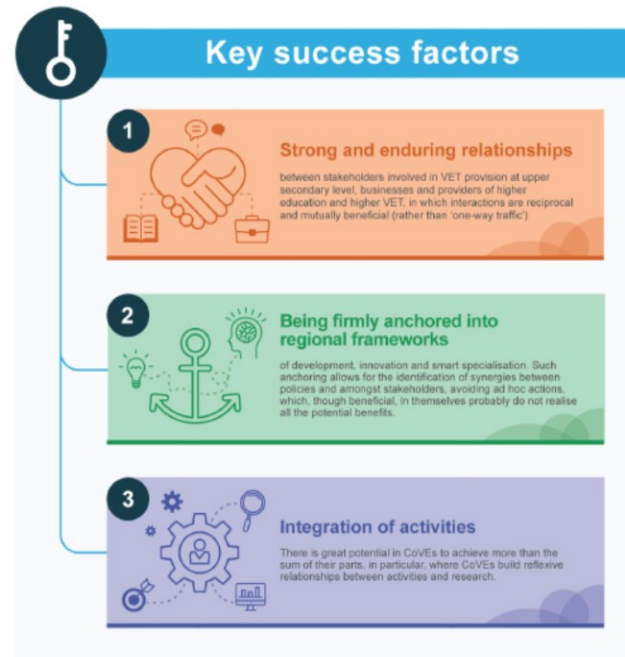 Key success factors
1
Strong and enduring relationships
between stakeholders involved in VET provision at upper
secondary level, businesses and providers of higher
education and higher VET, in which interactions are reciprocal
and mutually beneficial (rather than 'one-way traffic')
2
Being firmly anchored into
regional frameworks
of development, innovation and smart specialisation. Such
anchoring allows for the identification of synergies between
policies and amongst stakeholders, avoiding ad hoc actions,
which, though beneficial, in themselves probably do not realise
all the potential benefits.
3
Integration of activities
There is great potential in CoVEs to achieve more than the
sum of their parts, in particular, where CoVEs build reflexive
relationships between activities and research.